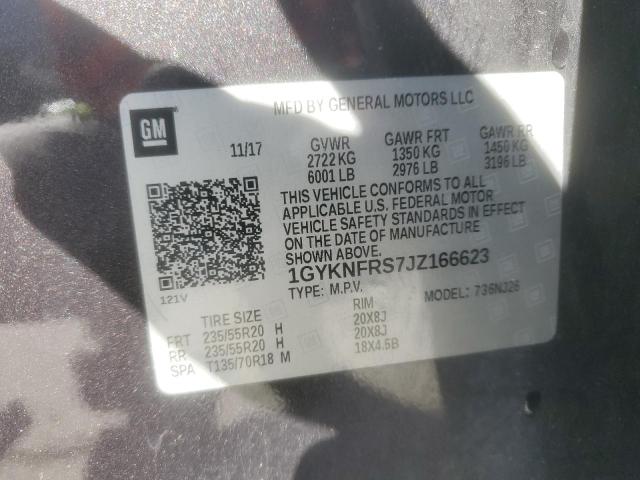 MFD BY GENERAL MOTORS LLC
GM
11/17 GVWR GAWR FRT GAWR RR
2722 KG 1350 KG 1450 KG
6001 LB 2976 LB 3196 LB
THIS VEHICLE CONFORMS TO ALL
APPLICABLE U.S. FEDERAL MOTOR
VEHICLE SAFETY STANDARDS IN EFFECT
ON THE DATE OF MANUFACTURE
SHOWN ABOVE.
1GYKNFRS7JZ166623
121V
TYPE: M.P.V. MODEL: 736NJ26
TIRE SIZE RIM
FRT 235/55R20 H 20X8J
RR 235/55R20 H 20X8J
SPA T135/70R18 M 18X4.5B